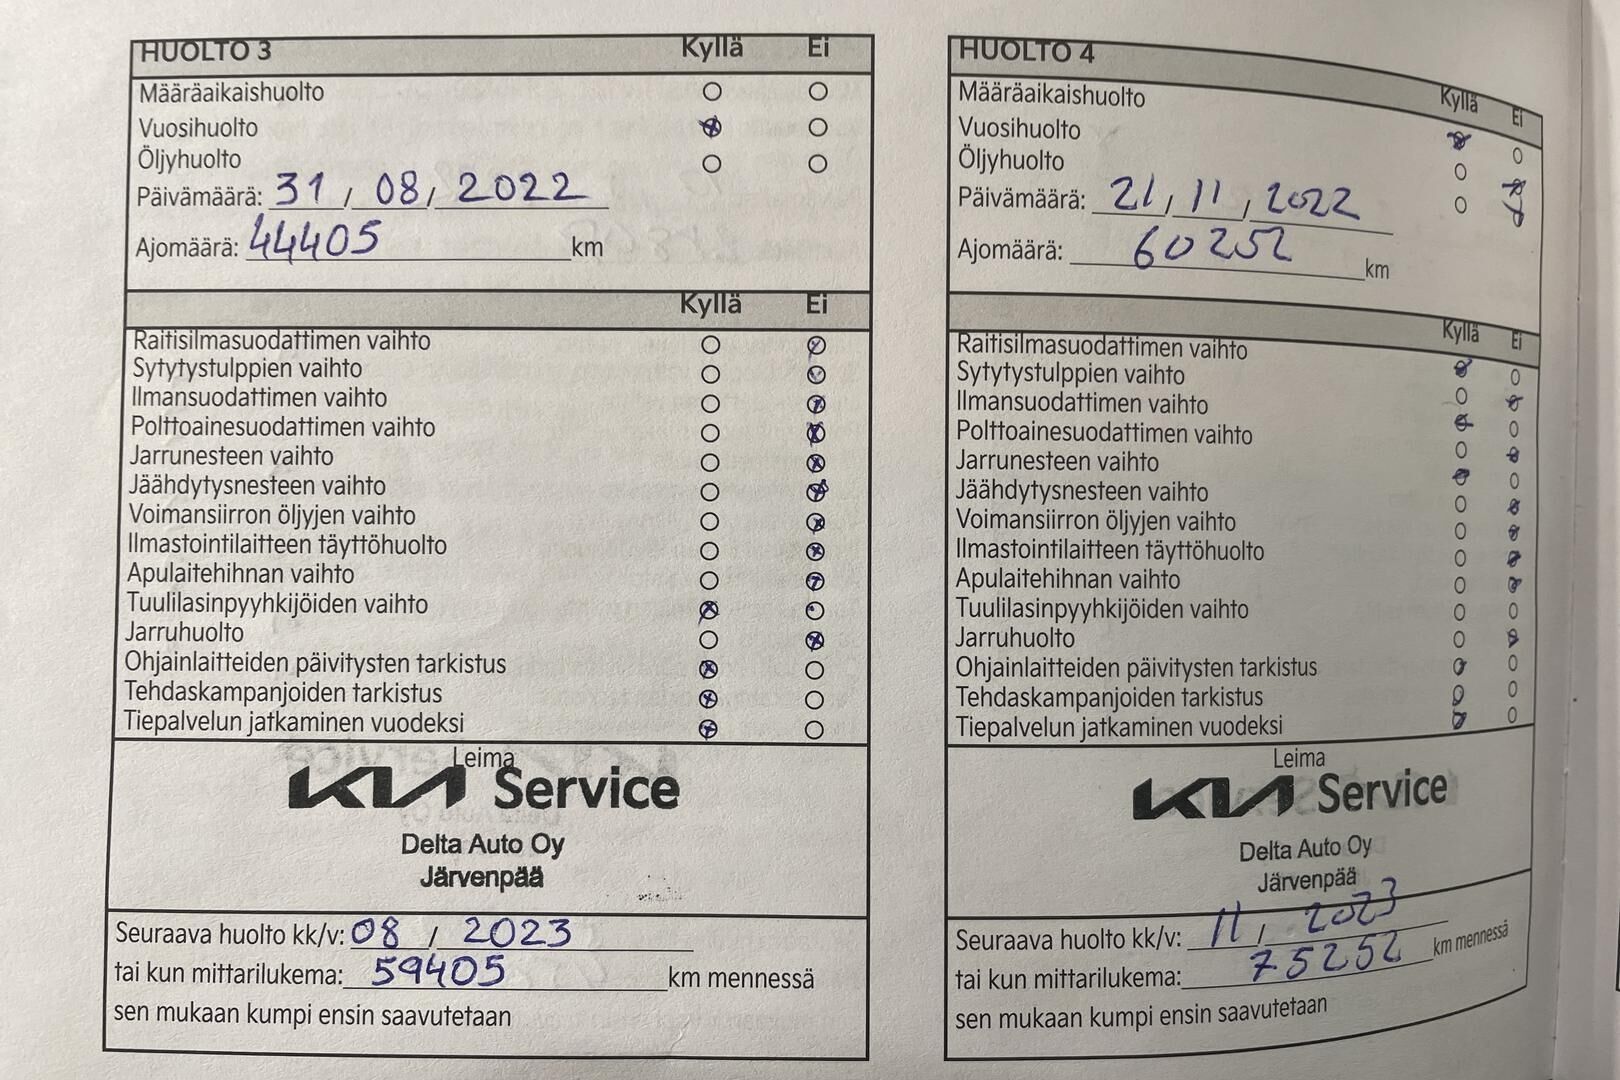 HUOLTO 3 Kyllä Ei
Määräaikaishuolto
Vuosihuolto
Öljyhuolto
Päivämäärä: 31 / 08 / 2022
Ajomäärä: 44405 km
Kyllä Ei
Raitisilmasuodattimen vaihto
Sytytystulppien vaihto
Ilmansuodattimen vaihto
Polttoainesuodattimen vaihto
Jarrunesteen vaihto
Jäähdytysnesteen vaihto
Voimansiirron öljyjen vaihto
Ilmastointilaitteen täyttöhuolto
Apulaitehihnan vaihto
Tuulilasinpyyhkijöiden vaihto
Jarruhuolto
Ohjainlaitteiden päivitysten tarkistus
Tehdaskampanjoiden tarkistus
Tiepalvelun jatkaminen vuodeksi
Leima
KIA Service
Delta Auto Oy
Järvenpää
Seuraava huolto kk/v: 08 / 2023
tai kun mittarilukema: 59405 km mennessä
sen mukaan kumpi ensin saavutetaan
HUOLTO 4 Kyllä Ei
Määräaikaishuolto
Vuosihuolto
Öljyhuolto
Päivämäärä: 21 / 11 / 2022
Ajomäärä: 60252 km
Kyllä Ei
Raitisilmasuodattimen vaihto
Sytytystulppien vaihto
Ilmansuodattimen vaihto
Polttoainesuodattimen vaihto
Jarrunesteen vaihto
Jäähdytysnesteen vaihto
Voimansiirron öljyjen vaihto
Ilmastointilaitteen täyttöhuolto
Apulaitehihnan vaihto
Tuulilasinpyyhkijöiden vaihto
Jarruhuolto
Ohjainlaitteiden päivitysten tarkistus
Tehdaskampanjoiden tarkistus
Tiepalvelun jatkaminen vuodeksi
Leima
KIA Service
Delta Auto Oy
Järvenpää
Seuraava huolto kk/v: 11 / 2023
tai kun mittarilukema: 75252 km mennessä
sen mukaan kumpi ensin saavutetaan